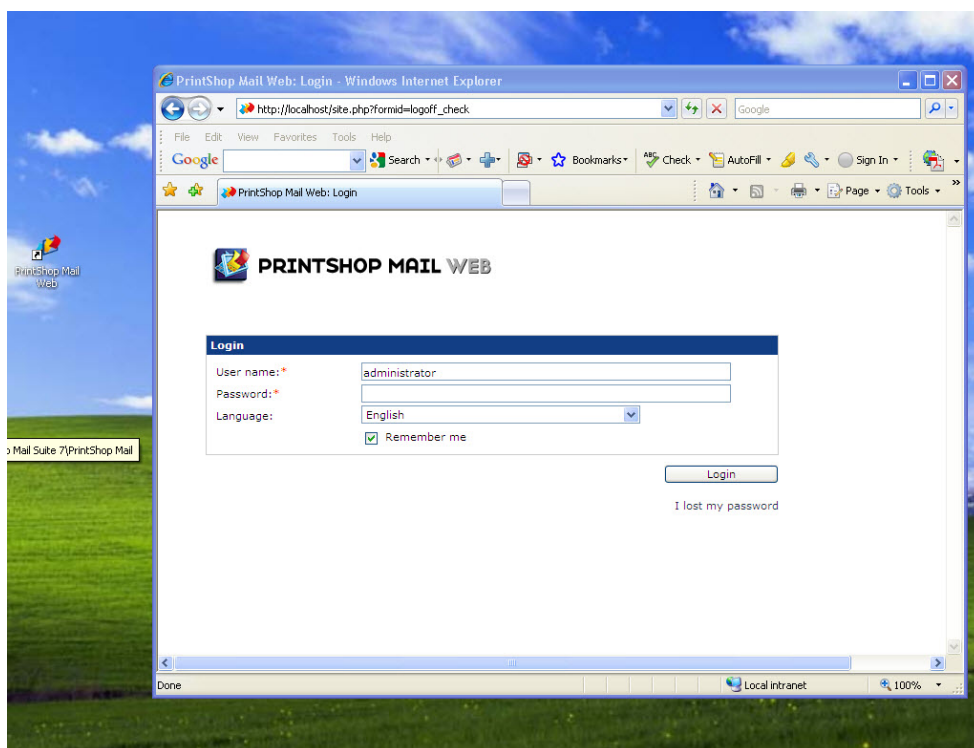 PrintShop Mail Web: Login - Windows Internet Explorer
http://localhost/site.php?formid=logoff_check
Google
File Edit View Favorites Tools Help
Google Search Bookmarks ABC Check AutoFill Sign In
PrintShop Mail Web: Login
Page Tools »
PrintShop Mail
Web
PRINTSHOP MAIL WEB
Login
User name:* administrator
Password:*
Language: English
Remember me
p Mail Suite 7\PrintShop Mail
Login
I lost my password
Done Local intranet 100%